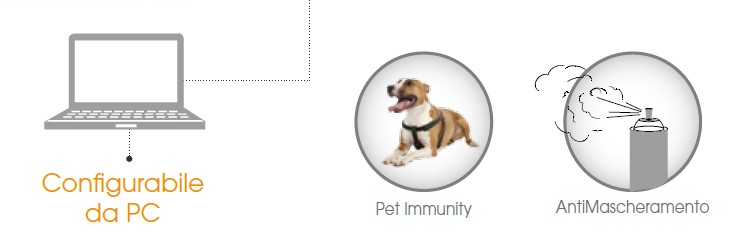 Configurabile
da PC
Pet Immunity
AntiMascheramento